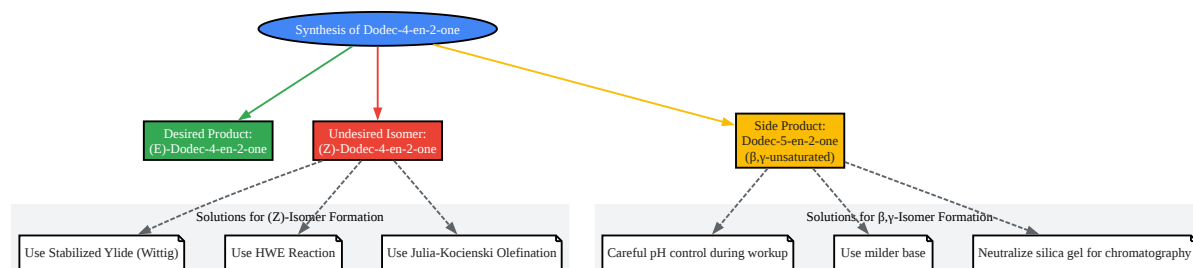 Synthesis of Dodec-4-en-2-one
Desired Product:
(E)-Dodec-4-en-2-one
Undesired Isomer:
(Z)-Dodec-4-en-2-one
Side Product:
Dodec-5-en-2-one
(β,γ-unsaturated)
Solutions for (Z)-Isomer Formation
Use Stabilized Ylide (Wittig)
Use HWE Reaction
Use Julia-Kocienski Olefination
Solutions for β,γ-Isomer Formation
Careful pH control during workup
Use milder base
Neutralize silica gel for chromatography